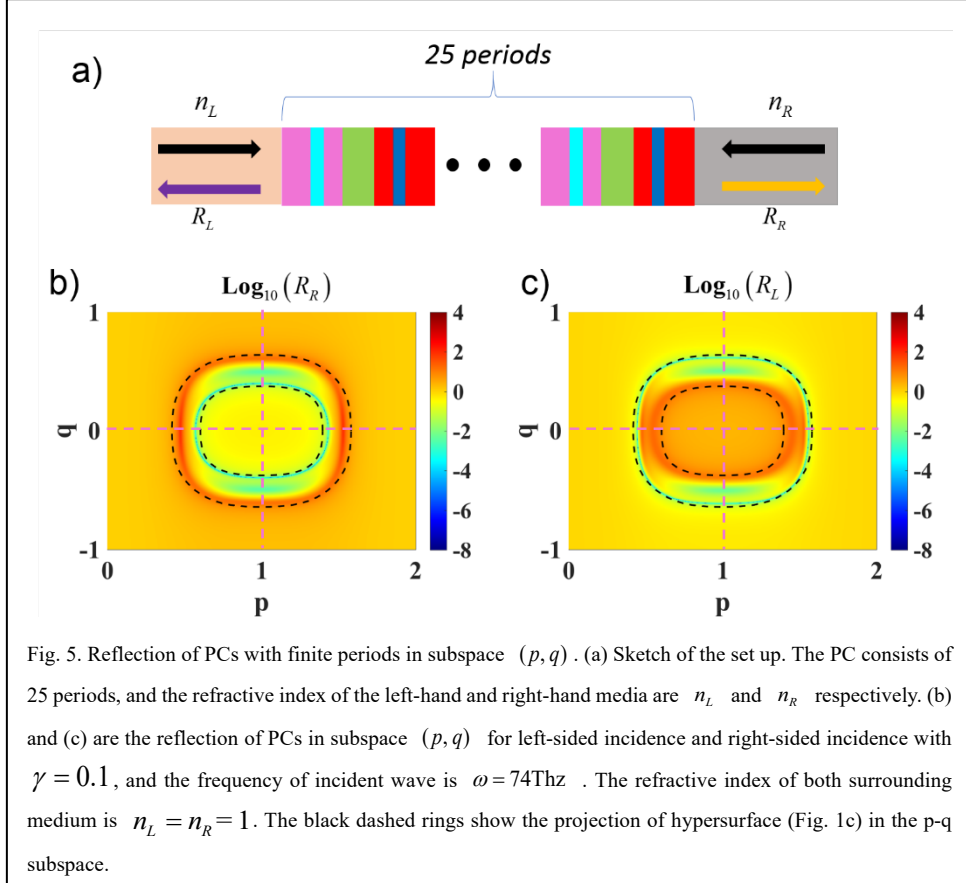 a)
25 periods
n_L
n_R
R_L
R_R
b)
Log₁₀(R_R)
c)
Log₁₀(R_L)
1
0
-1
q
0
1
2
p
4
2
0
-2
-4
-6
-8
1
0
-1
q
0
1
2
p
4
2
0
-2
-4
-6
-8
Fig. 5. Reflection of PCs with finite periods in subspace (p,q). (a) Sketch of the set up. The PC consists of
25 periods, and the refractive index of the left-hand and right-hand media are n_L and n_R respectively. (b)
and (c) are the reflection of PCs in subspace (p,q) for left-sided incidence and right-sided incidence with
γ = 0.1, and the frequency of incident wave is ω = 74Thz . The refractive index of both surrounding
medium is n_L = n_R = 1. The black dashed rings show the projection of hypersurface (Fig. 1c) in the p-q
subspace.